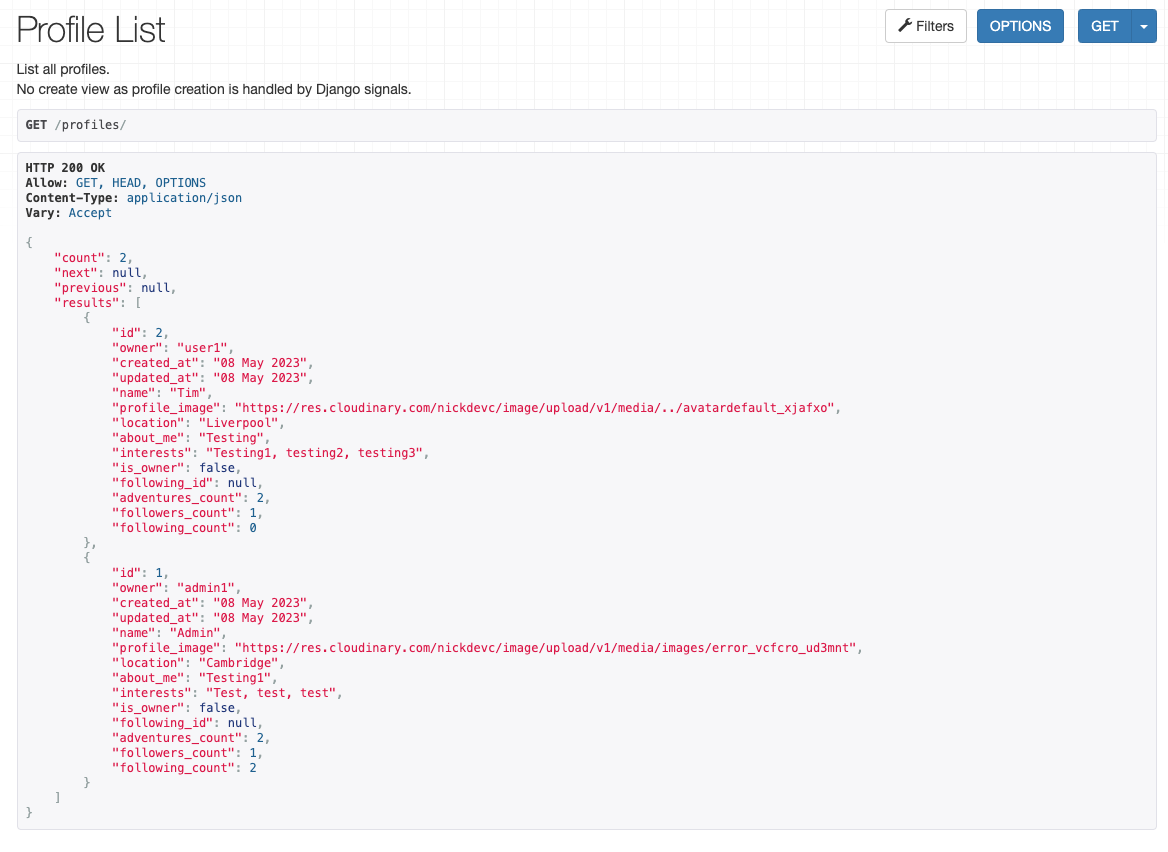 Profile List
Filters
OPTIONS
GET
List all profiles.
No create view as profile creation is handled by Django signals.
GET /profiles/
HTTP 200 OK
Allow: GET, HEAD, OPTIONS
Content-Type: application/json
Vary: Accept
{
    "count": 2,
    "next": null,
    "previous": null,
    "results": [
        {
            "id": 2,
            "owner": "user1",
            "created_at": "08 May 2023",
            "updated_at": "08 May 2023",
            "name": "Tim",
            "profile_image": "https://res.cloudinary.com/nickdevc/image/upload/v1/media/../avatardefault_xjafxo",
            "location": "Liverpool",
            "about_me": "Testing",
            "interests": "Testing1, testing2, testing3",
            "is_owner": false,
            "following_id": null,
            "adventures_count": 2,
            "followers_count": 1,
            "following_count": 0
        },
        {
            "id": 1,
            "owner": "admin1",
            "created_at": "08 May 2023",
            "updated_at": "08 May 2023",
            "name": "Admin",
            "profile_image": "https://res.cloudinary.com/nickdevc/image/upload/v1/media/images/error_vcfcro_ud3mnt",
            "location": "Cambridge",
            "about_me": "Testing1",
            "interests": "Test, test, test",
            "is_owner": false,
            "following_id": null,
            "adventures_count": 2,
            "followers_count": 1,
            "following_count": 2
        }
    ]
}